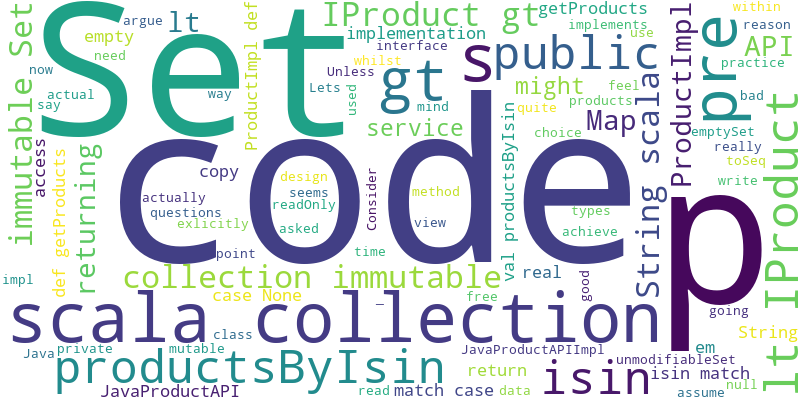 Set
code
p
scala collection
productsByIsin
isin
IProduct gt
public
pre
s
gt
lt
immutable Set
returning
ProductImpl def
argue
empty
need
now
actual
say
way
access
def getProducts
Lets
used
implementation
interface
whilst
Unless
mind
service
getProducts
implements
use
might
feel
products
quite
Map
choice
within
reason
API
practice
bad
emptySet
really
toSeq
write
ProductImpl
String scala
lt IProduct
copy
design
seems
readOnly
asked
actually
questions
exlicitly
point
time
Consider
method
view
val productsByIsin
types
achieve
real
free
good
collection immutable
case None
_
impl
class
Java
private
mutable
JavaProductAPI
JavaProductAPIImpl
return
read
match case
data
unmodifiableSet
isin match
em
assume
null
String
going